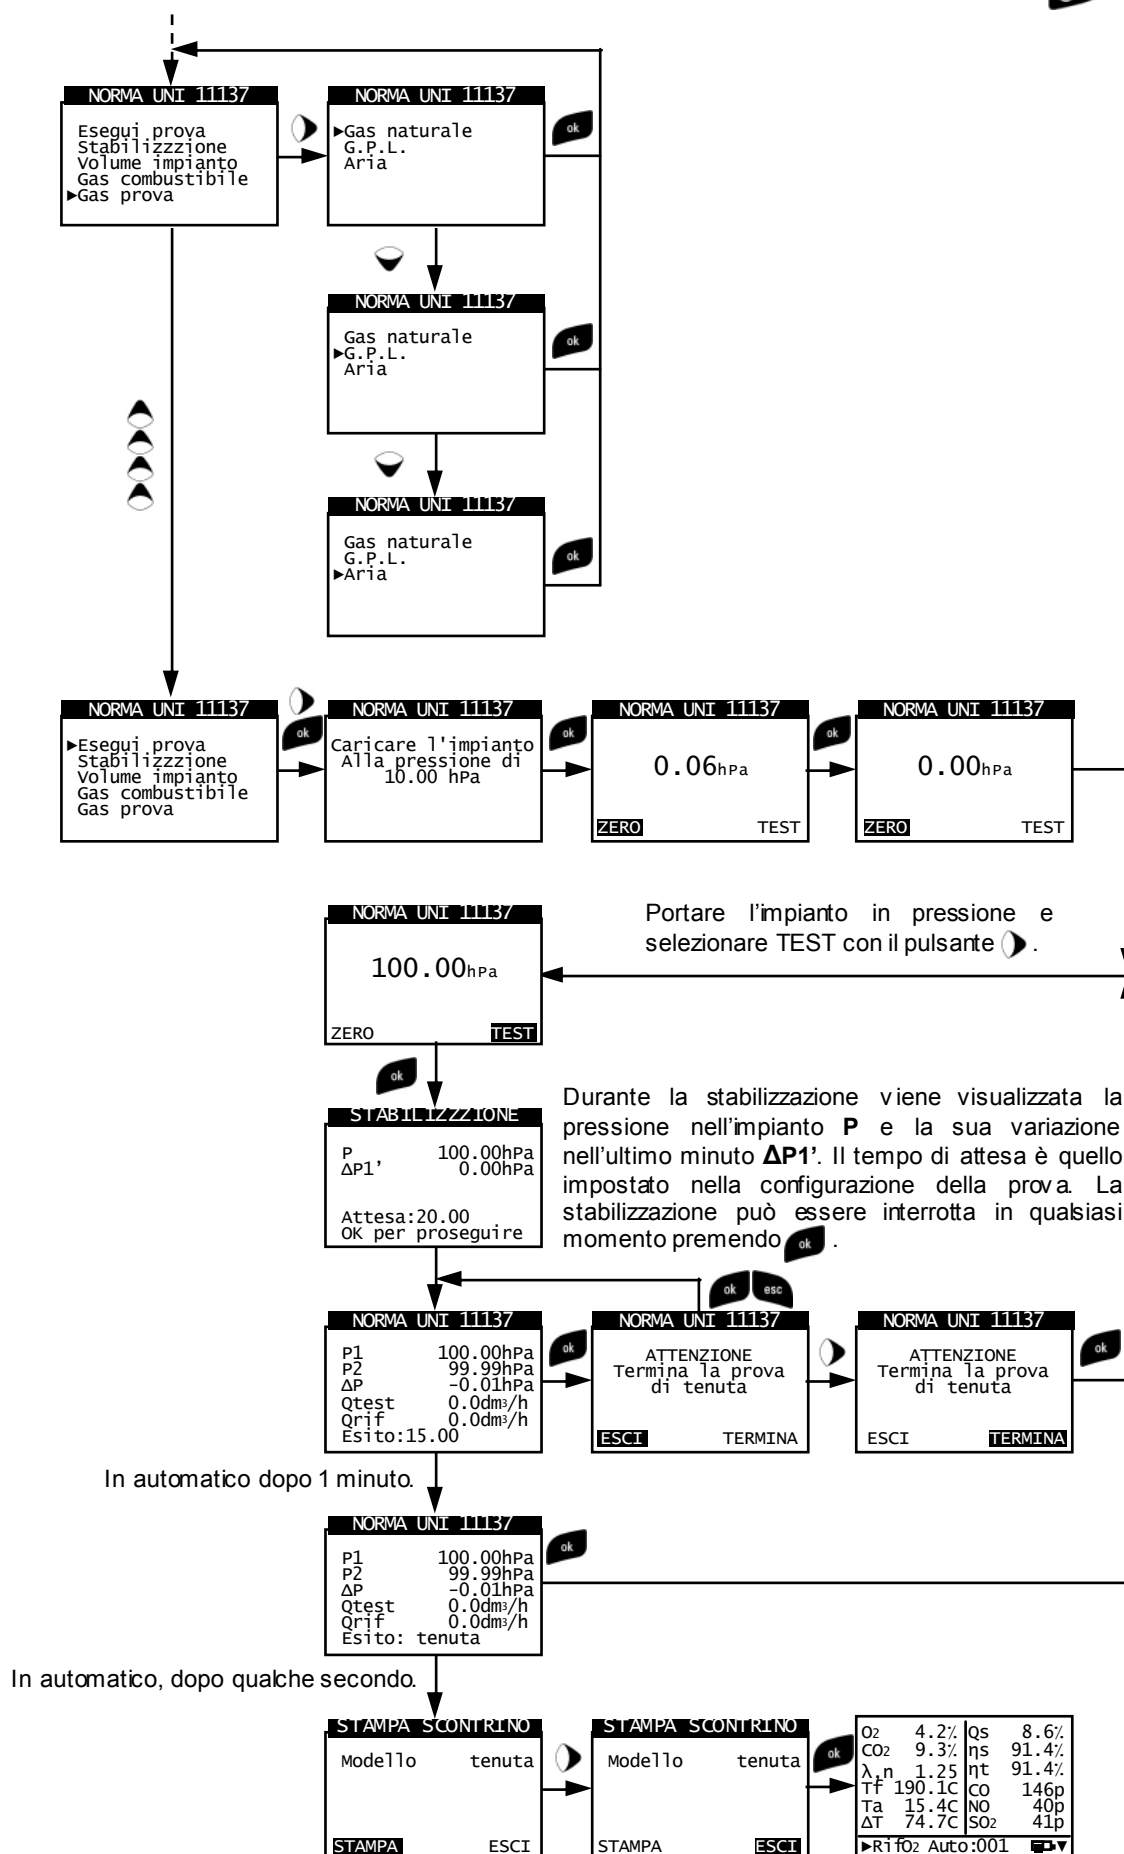 NORMA UNI 11137
Esegui prova
Stabilizzzione
Volume impianto
Gas combustibile
►Gas prova
NORMA UNI 11137
►Gas naturale
G.P.L.
Aria
ok
NORMA UNI 11137
Gas naturale
►G.P.L.
Aria
ok
NORMA UNI 11137
Gas naturale
G.P.L.
►Aria
ok
NORMA UNI 11137
►Esegui prova
Stabilizzzione
Volume impianto
Gas combustibile
Gas prova
ok
NORMA UNI 11137
Caricare l'impianto
Alla pressione di
10.00 hPa
ok
NORMA UNI 11137
0.06hPa
ZERO TEST
ok
NORMA UNI 11137
0.00hPa
ZERO TEST
Portare l'impianto in pressione e
selezionare TEST con il pulsante .
NORMA UNI 11137
100.00hPa
ZERO TEST
ok
STABILIZZZIONE
P 100.00hPa
ΔP1' 0.00hPa
Attesa:20.00
OK per proseguire
Durante la stabilizzazione viene visualizzata la
pressione nell'impianto P e la sua variazione
nell'ultimo minuto ΔP1'. Il tempo di attesa è quello
impostato nella configurazione della prova. La
stabilizzazione può essere interrotta in qualsiasi
momento premendo ok .
ok esc
NORMA UNI 11137
P1 100.00hPa
P2 99.99hPa
ΔP -0.01hPa
Qtest 0.0dm³/h
Qrif 0.0dm³/h
Esito:15.00
ok
NORMA UNI 11137
ATTENZIONE
Termina la prova
di tenuta
ESCI TERMINA
NORMA UNI 11137
ATTENZIONE
Termina la prova
di tenuta
ESCI TERMINA
ok
In automatico dopo 1 minuto.
NORMA UNI 11137
P1 100.00hPa
P2 99.99hPa
ΔP -0.01hPa
Qtest 0.0dm³/h
Qrif 0.0dm³/h
Esito: tenuta
ok
In automatico, dopo qualche secondo.
STAMPA SCONTRINO
Modello tenuta
STAMPA ESCI
STAMPA SCONTRINO
Modello tenuta
STAMPA ESCI
ok
O2 4.2% Qs 8.6%
CO2 9.3% ηs 91.4%
λ,n 1.25 ηt 91.4%
Tf 190.1C CO 146p
Ta 15.4C NO 40p
ΔT 74.7C SO2 41p
►RifO2 Auto:001 ▼